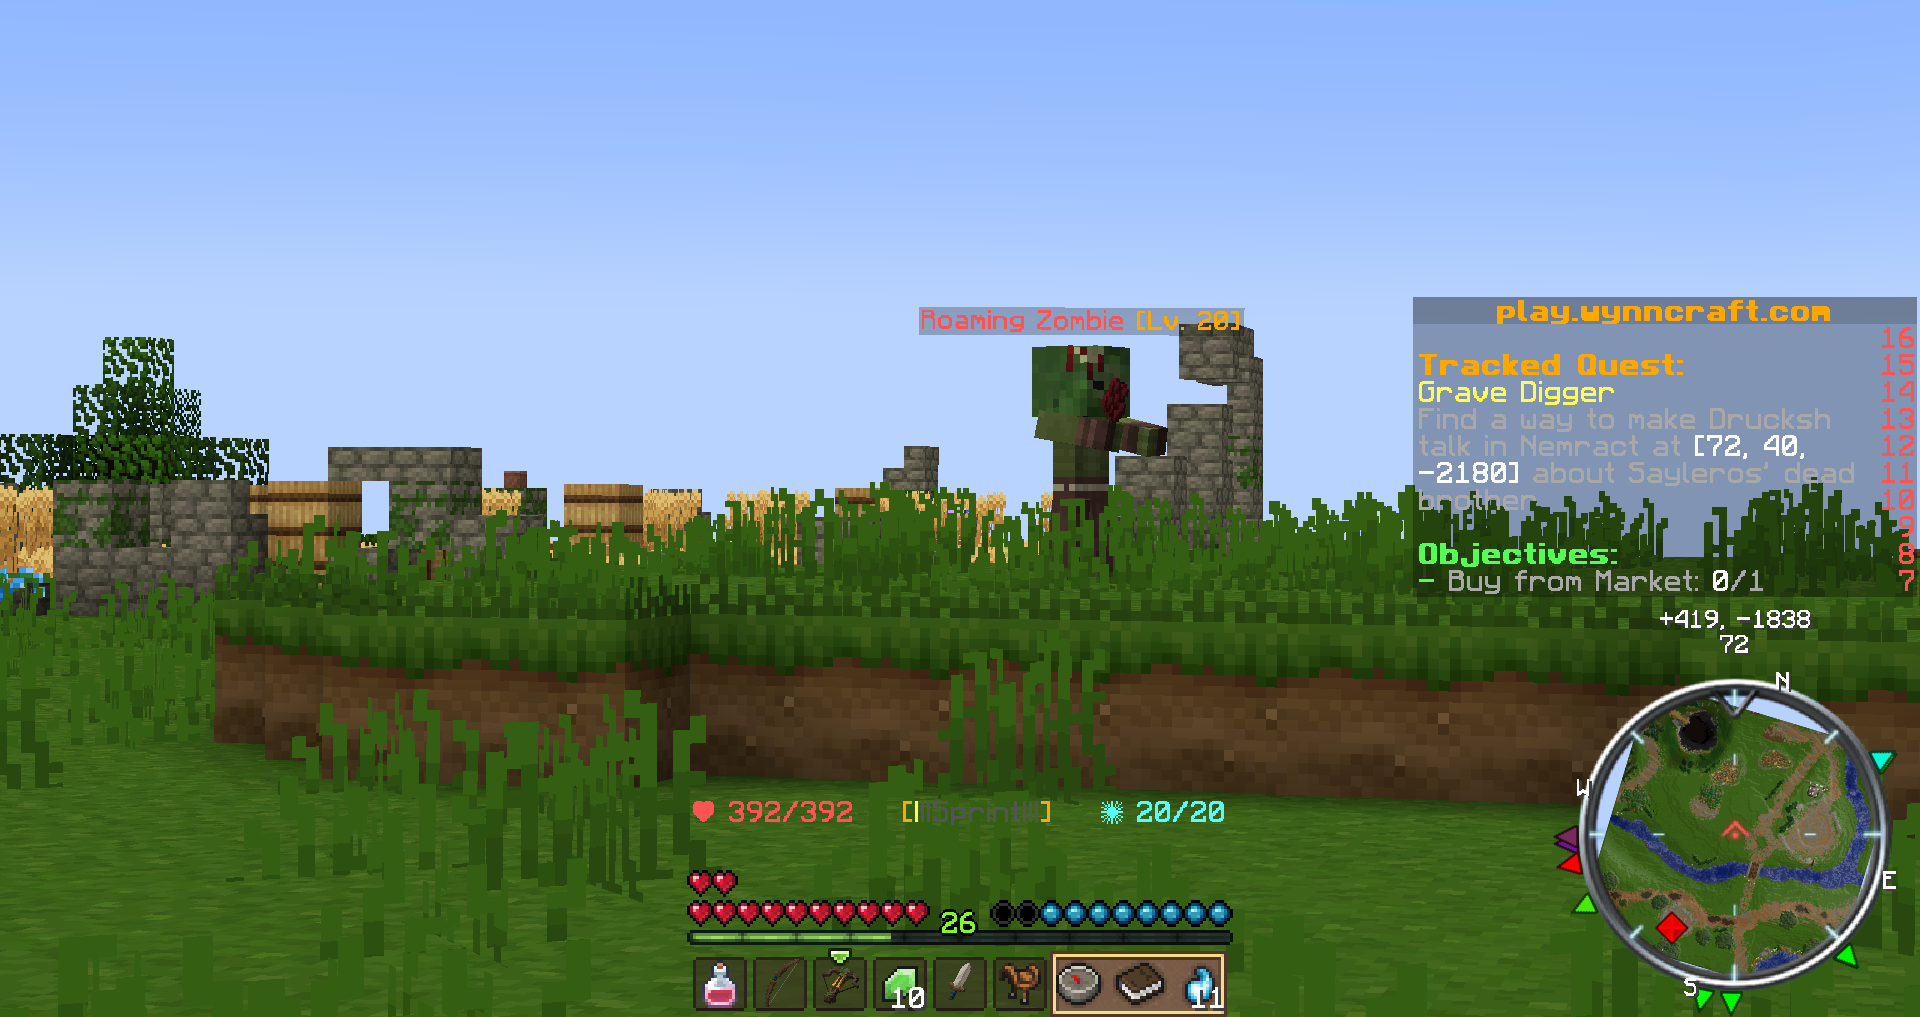 Roaming Zombie [Lv. 20]
play.wynncraft.com
16
Tracked Quest: 15
Grave Digger 14
Find a way to make Drucksh 13
talk in Nemract at [72, 40, 12
-2180] about Sayleros' dead 11
brother 10
9
Objectives: 8
- Buy from Market: 0/1 7
+419, -1838
72
N
W
E
S
392/392 [||Sprint|||] 20/20
26
10
11